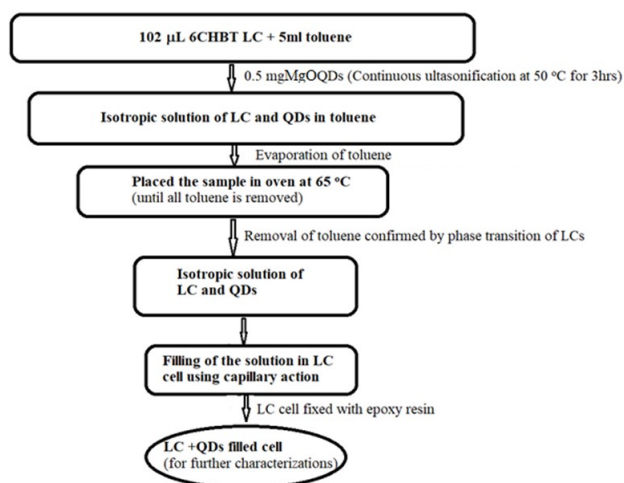 102 µL 6CHBT LC + 5ml toluene
0.5 mgMgOQDs (Continuous ultasonification at 50 °C for 3hrs)
Isotropic solution of LC and QDs in toluene
Evaporation of toluene
Placed the sample in oven at 65 °C
(until all toluene is removed)
Removal of toluene confirmed by phase transition of LCs
Isotropic solution of
LC and QDs
Filling of the solution in LC
cell using capillary action
LC cell fixed with epoxy resin
LC +QDs filled cell
(for further characterizations)